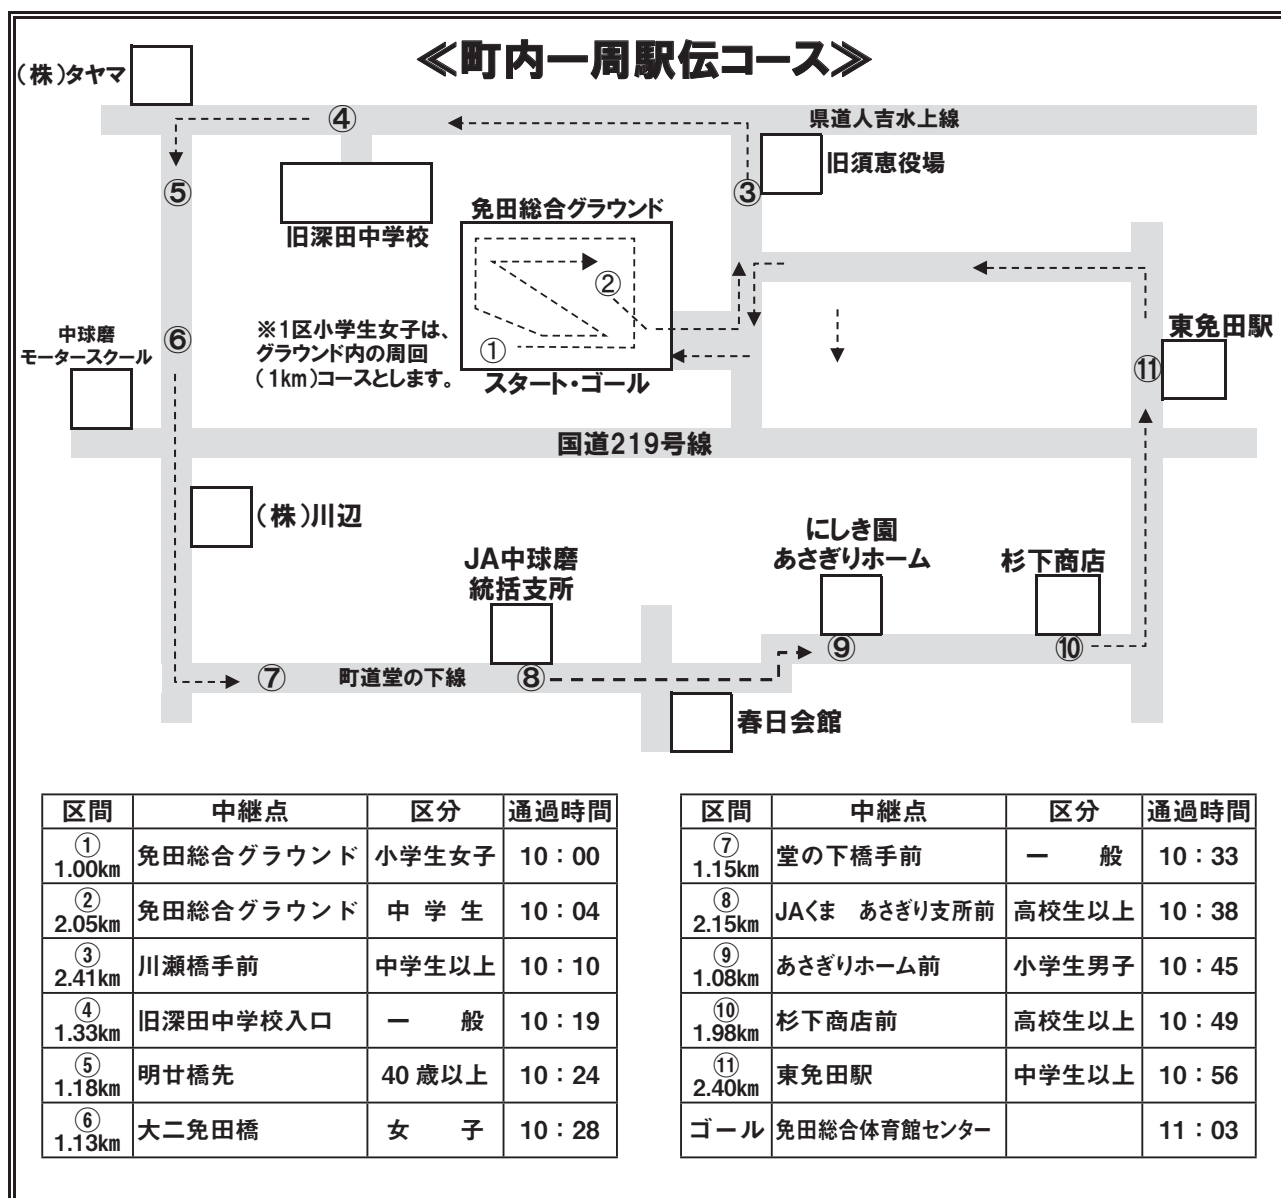 ≪町内一周駅伝コース≫
(株)タヤマ
④
県道人吉水上線
⑤
③
旧須恵役場
旧深田中学校
免田総合グラウンド
②
①
スタート・ゴール
※1区小学生女子は、
グラウンド内の周回
(1km)コースとします。
⑥
中球磨
モータースクール
東免田駅
⑪
国道219号線
(株)川辺
JA中球磨
統括支所
にしき園
あさぎりホーム
杉下商店
⑨
⑩
⑦
町道堂の下線
⑧
春日会館
区間 中継点 区分 通過時間
① 1.00km 免田総合グラウンド 小学生女子 10:00
② 2.05km 免田総合グラウンド 中学生 10:04
③ 2.41km 川瀬橋手前 中学生以上 10:10
④ 1.33km 旧深田中学校入口 一般 10:19
⑤ 1.18km 明廿橋先 40歳以上 10:24
⑥ 1.13km 大二免田橋 女子 10:28
区間 中継点 区分 通過時間
⑦ 1.15km 堂の下橋手前 一般 10:33
⑧ 2.15km JAくま あさぎり支所前 高校生以上 10:38
⑨ 1.08km あさぎりホーム前 小学生男子 10:45
⑩ 1.98km 杉下商店前 高校生以上 10:49
⑪ 2.40km 東免田駅 中学生以上 10:56
ゴール 免田総合体育館センター 11:03